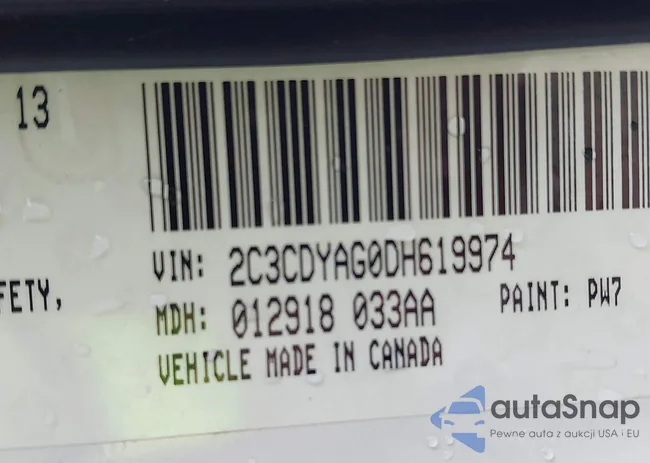 13
VIN: 2C3CDYAG0DH619974
FETY,
MDH: 012918 033AA
PAINT: PW7
VEHICLE MADE IN CANADA
autaSnap
Pewne auta z aukcji USA i EU